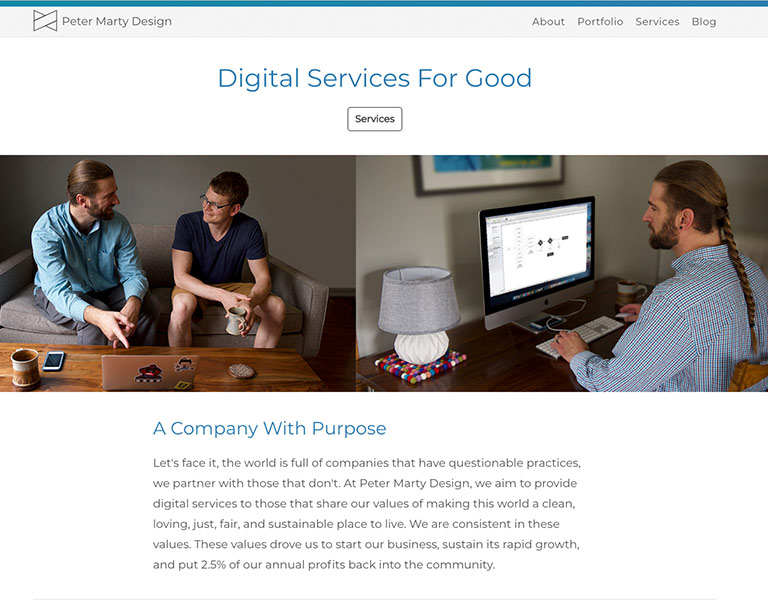 Peter Marty Design
About Portfolio Services Blog
Digital Services For Good
Services
A Company With Purpose
Let's face it, the world is full of companies that have questionable practices,
we partner with those that don't. At Peter Marty Design, we aim to provide
digital services to those that share our values of making this world a clean,
loving, just, fair, and sustainable place to live. We are consistent in these
values. These values drove us to start our business, sustain its rapid growth,
and put 2.5% of our annual profits back into the community.